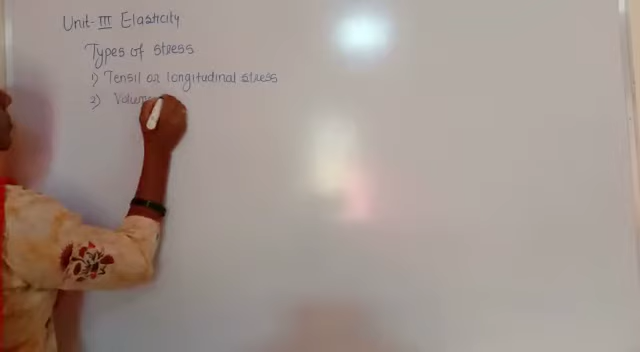 Unit-III Elasticity
Types of stress
1) Tensil or longitudinal stress
2) Volum